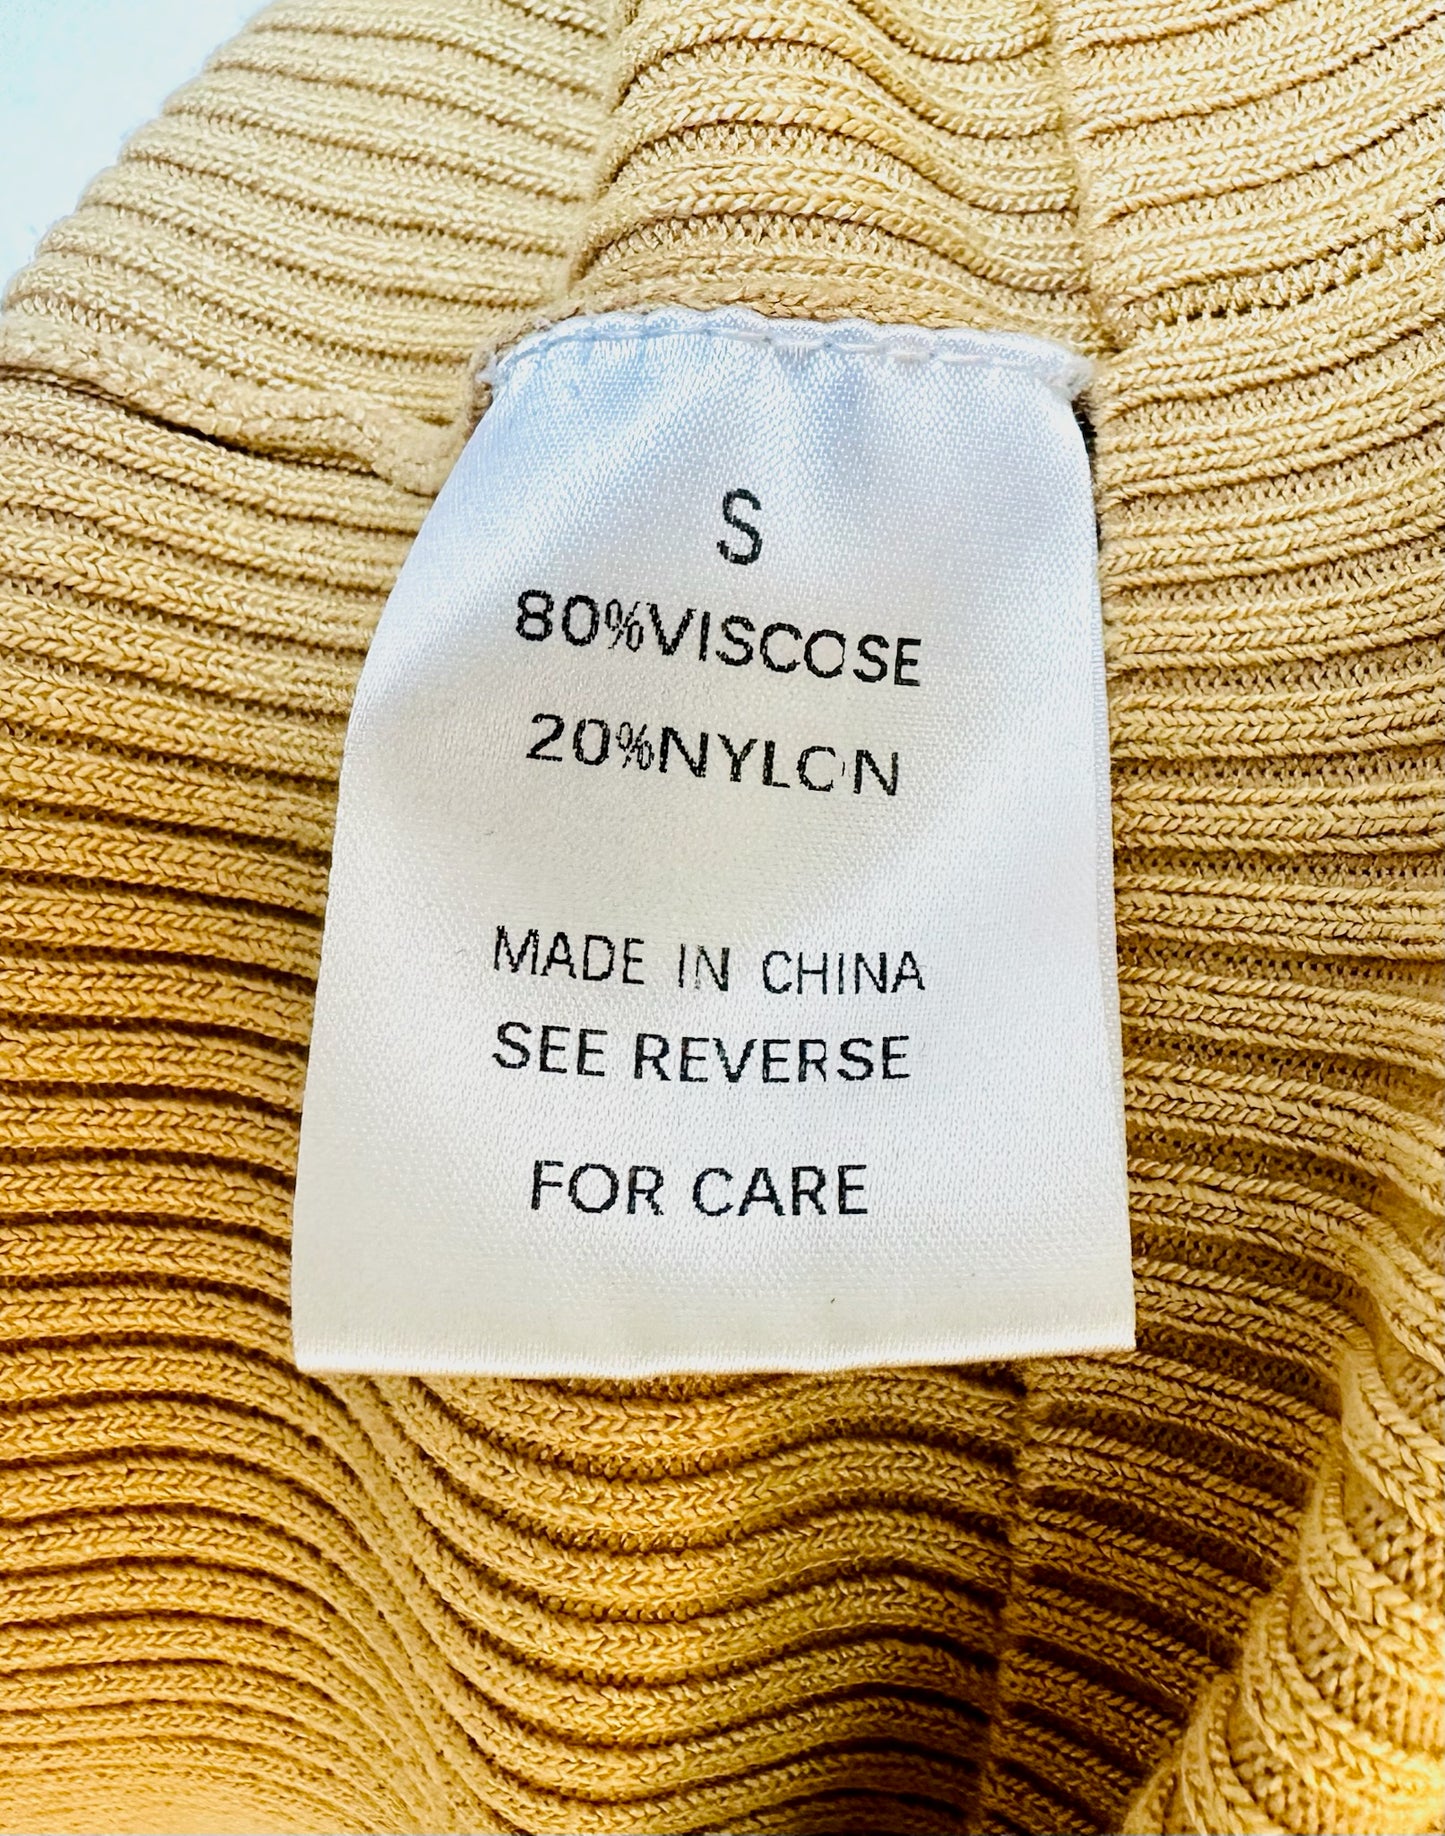 S
80%VISCOSE
20%NYLON
MADE IN CHINA
SEE REVERSE
FOR CARE